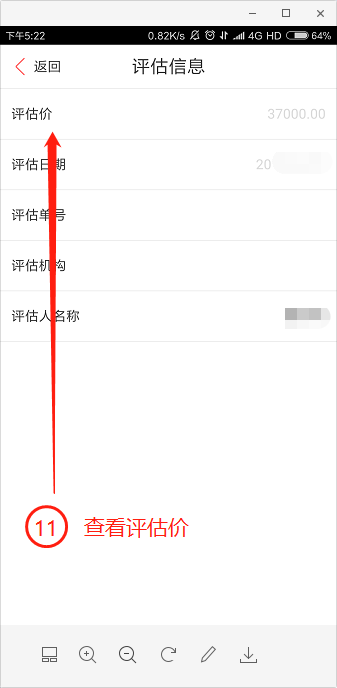 下午5:22 0.82K/s 4G HD 64%
返回 评估信息
评估价 37000.00
评估日期 20
评估单号
评估机构
评估人名称
11 查看评估价